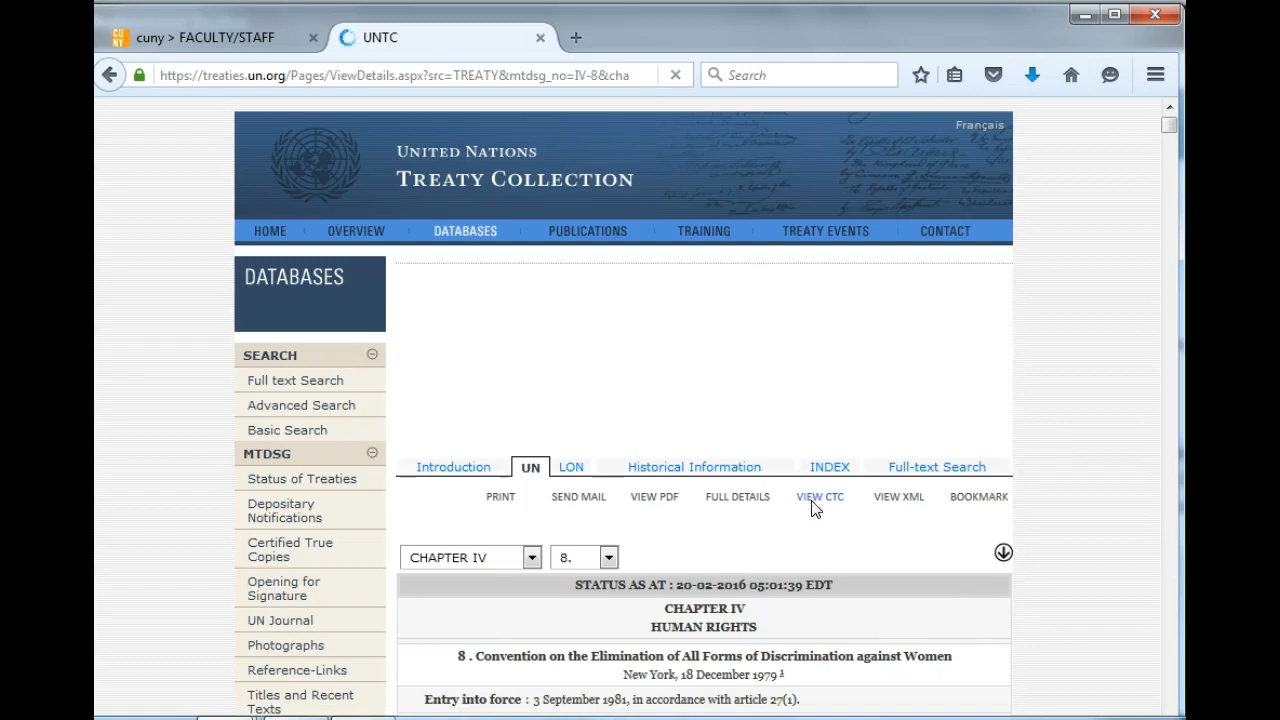 cuny > FACULTY/STAFF
UNTC
https://treaties.un.org/Pages/ViewDetails.aspx?src=TREATY&mtdsg_no=IV-8&cha
Search
Français
UNITED NATIONS
TREATY COLLECTION
HOME OVERVIEW DATABASES PUBLICATIONS TRAINING TREATY EVENTS CONTACT
DATABASES
SEARCH
Full text Search
Advanced Search
Basic Search
MTDSG
Status of Treaties
Depositary
Notifications
Certified True
Copies
Opening for
Signature
UN Journal
Photographs
Reference-Links
Titles and Recent
Texts
Introduction UN LON Historical Information INDEX Full-text Search
PRINT SEND MAIL VIEW PDF FULL DETAILS VIEW CTC VIEW XML BOOKMARK
CHAPTER IV 8.
STATUS AS AT : 20-02-2016 05:01:39 EDT
CHAPTER IV
HUMAN RIGHTS
8 . Convention on the Elimination of All Forms of Discrimination against Women
New York, 18 December 1979 1
Entry into force : 3 September 1981, in accordance with article 27(1).